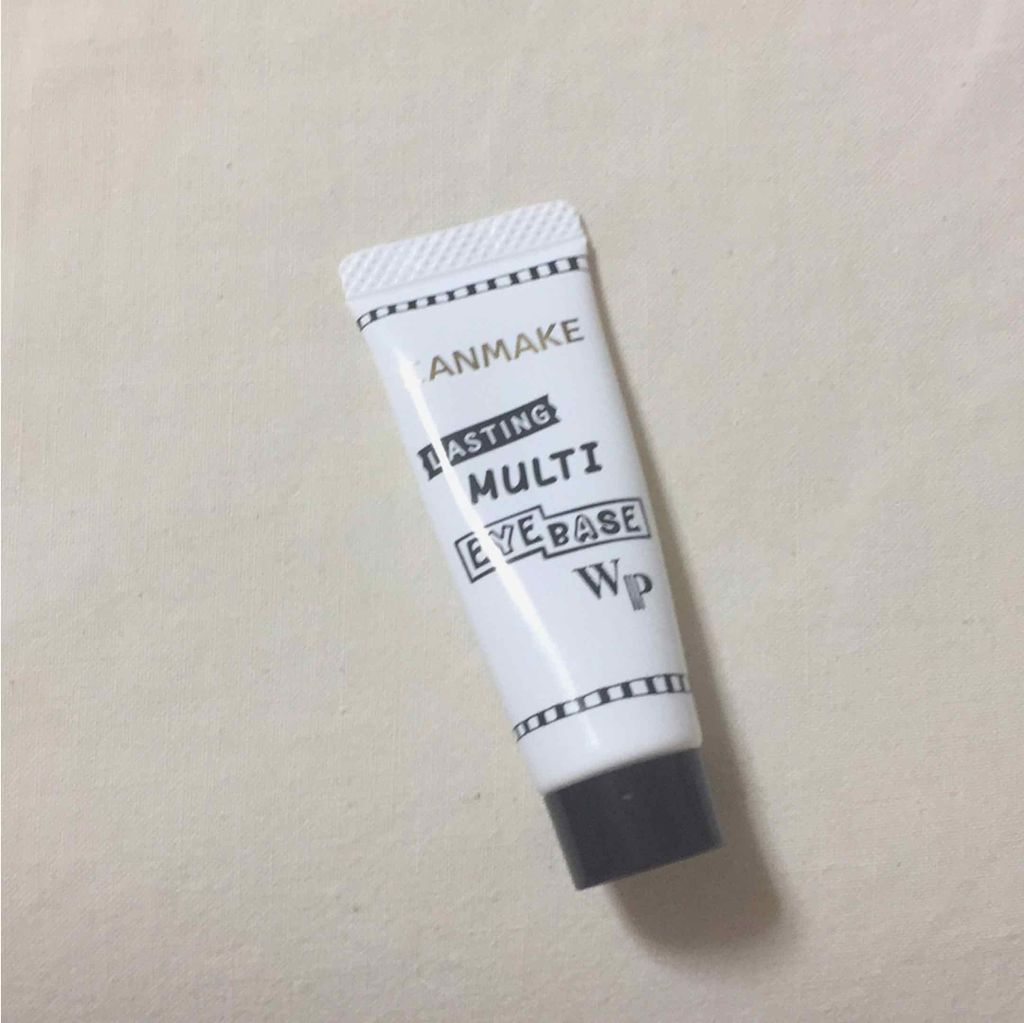 CANMAKE
LASTING
MULTI
EYE BASE
WP